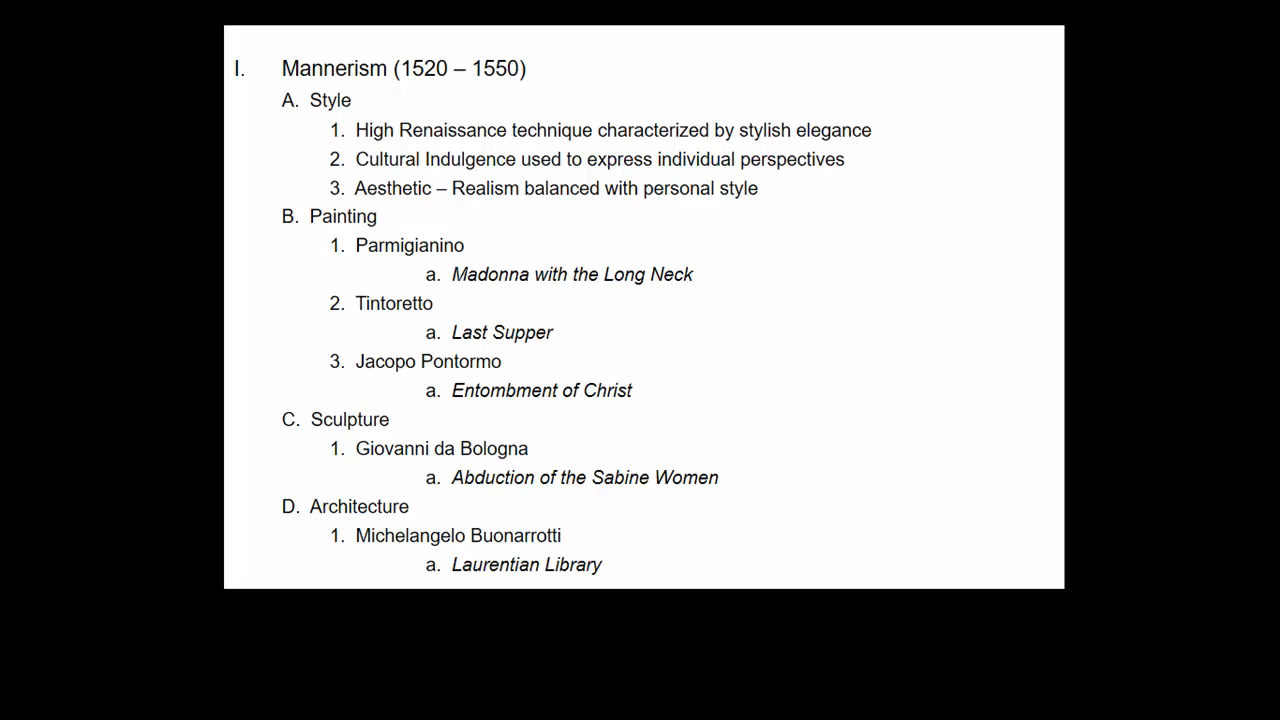 I. Mannerism (1520 – 1550)
A. Style
1. High Renaissance technique characterized by stylish elegance
2. Cultural Indulgence used to express individual perspectives
3. Aesthetic – Realism balanced with personal style
B. Painting
1. Parmigianino
a. Madonna with the Long Neck
2. Tintoretto
a. Last Supper
3. Jacopo Pontormo
a. Entombment of Christ
C. Sculpture
1. Giovanni da Bologna
a. Abduction of the Sabine Women
D. Architecture
1. Michelangelo Buonarrotti
a. Laurentian Library